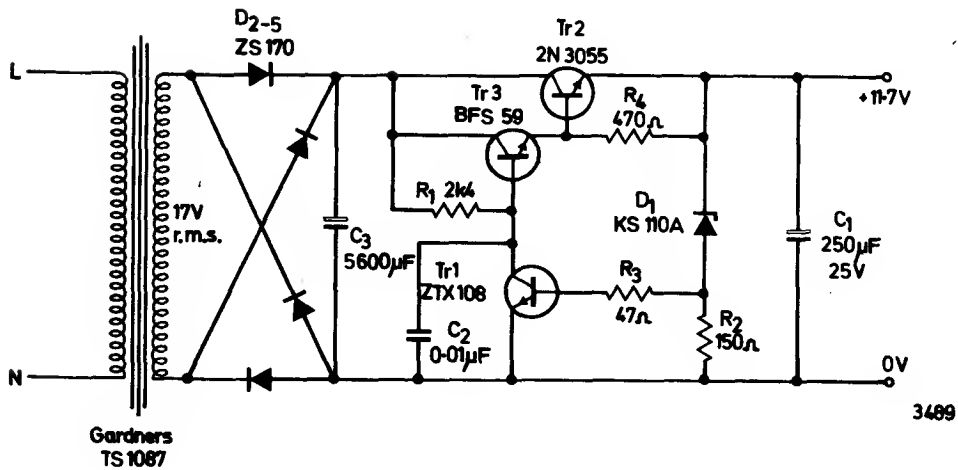 D2-5
ZS 170
L
N
17V
r.m.s.
Gardners
TS 1087
C3
5600µF
Tr 2
2N 3055
Tr 3
BFS 59
R4
470Ω
R1 2k4
Tr1
ZTX108
C2
0·01µF
D1
KS 110A
R3
47Ω
R2
150Ω
C1
250µF
25V
+11·7V
0V
3489